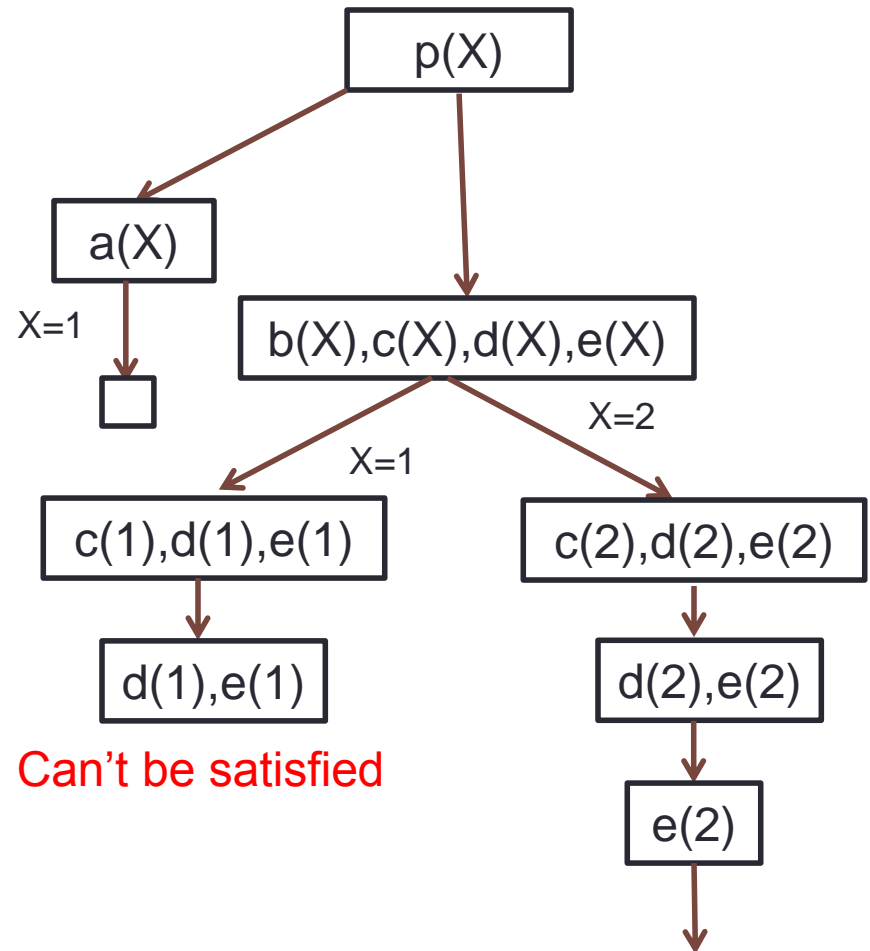 p(X)
a(X)
X=1
b(X),c(X),d(X),e(X)
X=2
X=1
c(1),d(1),e(1)
c(2),d(2),e(2)
d(1),e(1)
d(2),e(2)
Can't be satisfied
e(2)